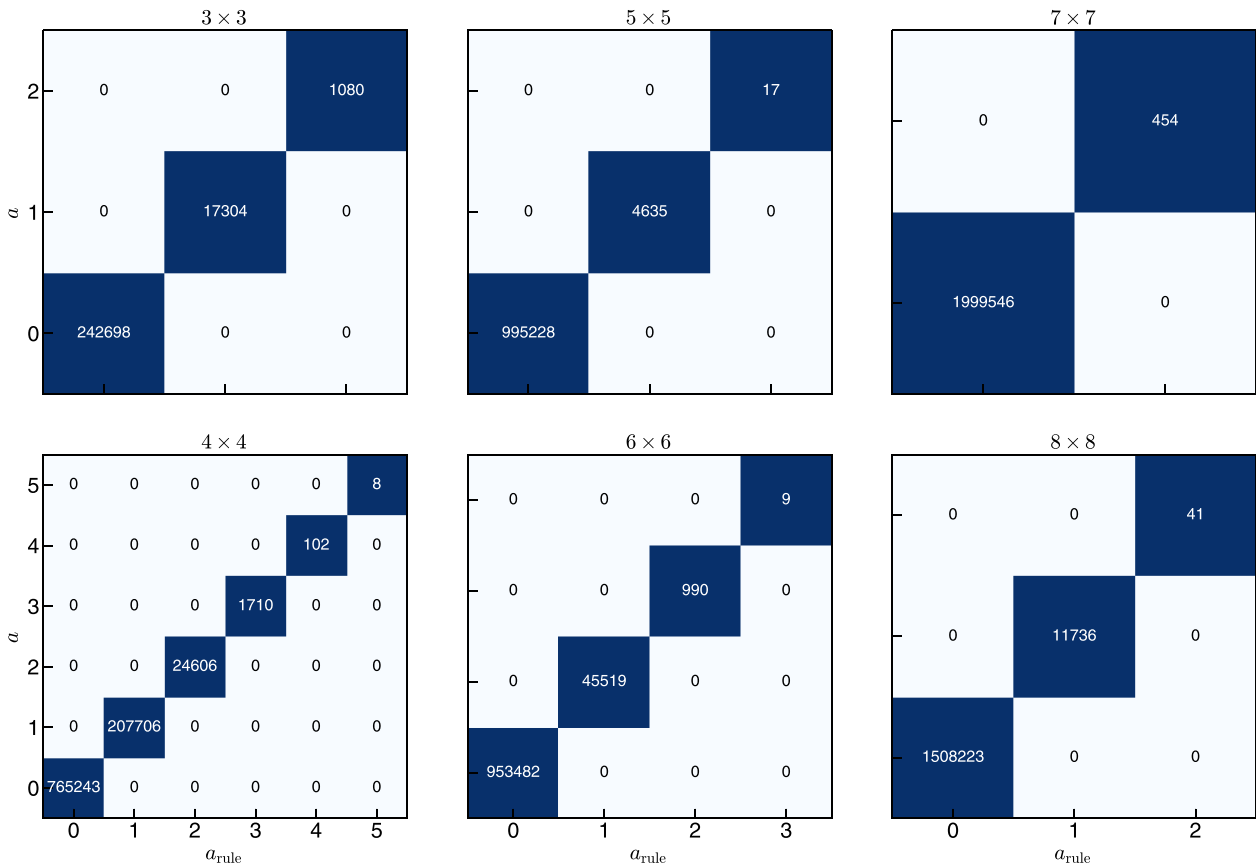 3 × 3
2 0 0 1080
a 1 0 17304 0
0 242698 0 0
5 × 5
0 0 17
0 4635 0
995228 0 0
7 × 7
0 454
1999546 0
4 × 4
5 0 0 0 0 0 8
4 0 0 0 0 102 0
3 0 0 0 1710 0 0
a
2 0 0 24606 0 0 0
1 0 207706 0 0 0 0
0 765243 0 0 0 0 0
0 1 2 3 4 5
a_rule
6 × 6
0 0 0 9
0 0 990 0
0 45519 0 0
953482 0 0 0
0 1 2 3
a_rule
8 × 8
0 0 41
0 11736 0
1508223 0 0
0 1 2
a_rule